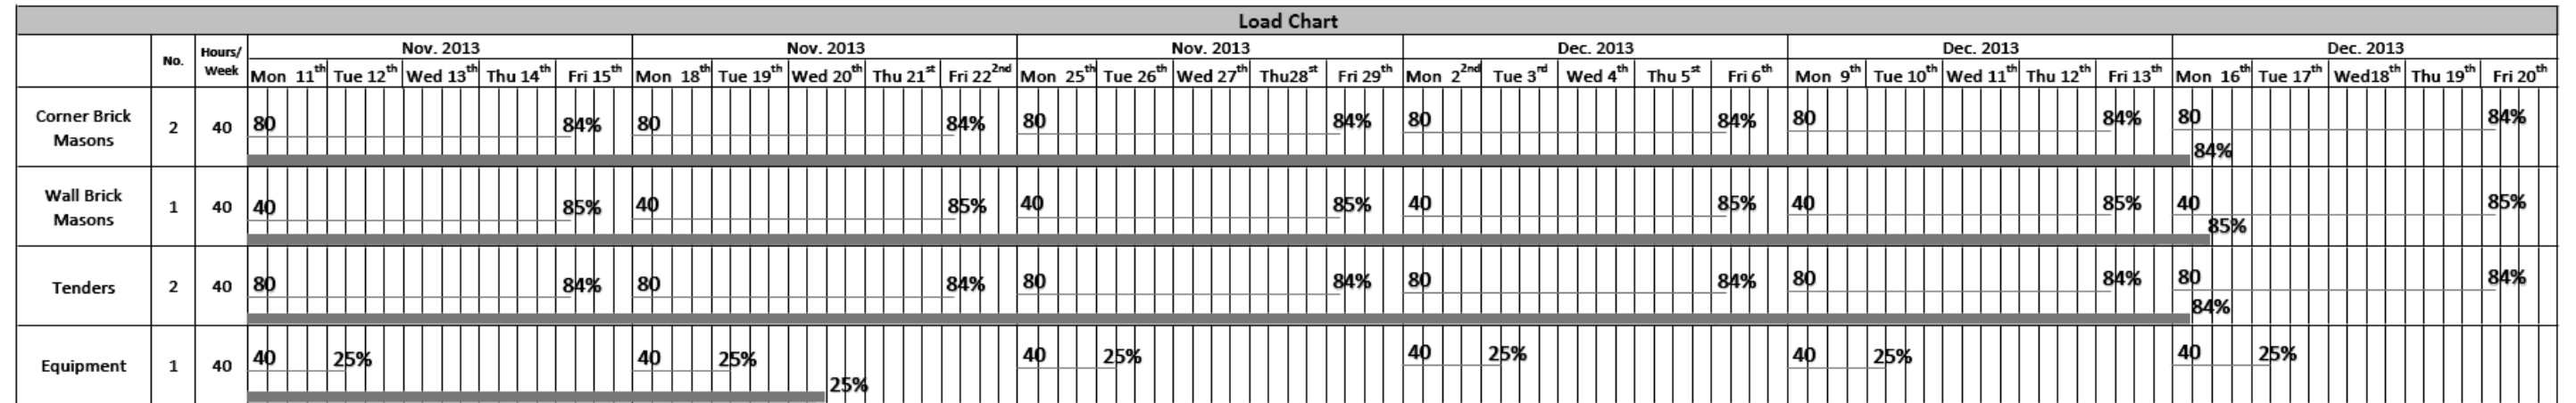 Load Chart
No. Hours/ Week Nov. 2013 Nov. 2013 Nov. 2013 Dec. 2013 Dec. 2013 Dec. 2013
Mon 11th Tue 12th Wed 13th Thu 14th Fri 15th Mon 18th Tue 19th Wed 20th Thu 21st Fri 222nd Mon 25th Tue 26th Wed 27th Thu28st Fri 29th Mon 22nd Tue 3rd Wed 4th Thu 5st Fri 6th Mon 9th Tue 10th Wed 11th Thu 12th Fri 13th Mon 16th Tue 17th Wed18th Thu 19th Fri 20th
Corner Brick Masons 2 40 80 84% 80 84% 80 84% 80 84% 80 84% 80 84%
84%
Wall Brick Masons 1 40 40 85% 40 85% 40 85% 40 85% 40 85% 40 85%
85%
Tenders 2 40 80 84% 80 84% 80 84% 80 84% 80 84% 80 84%
84%
Equipment 1 40 40 25% 40 25% 40 25% 40 25% 40 25% 40 25%
25%